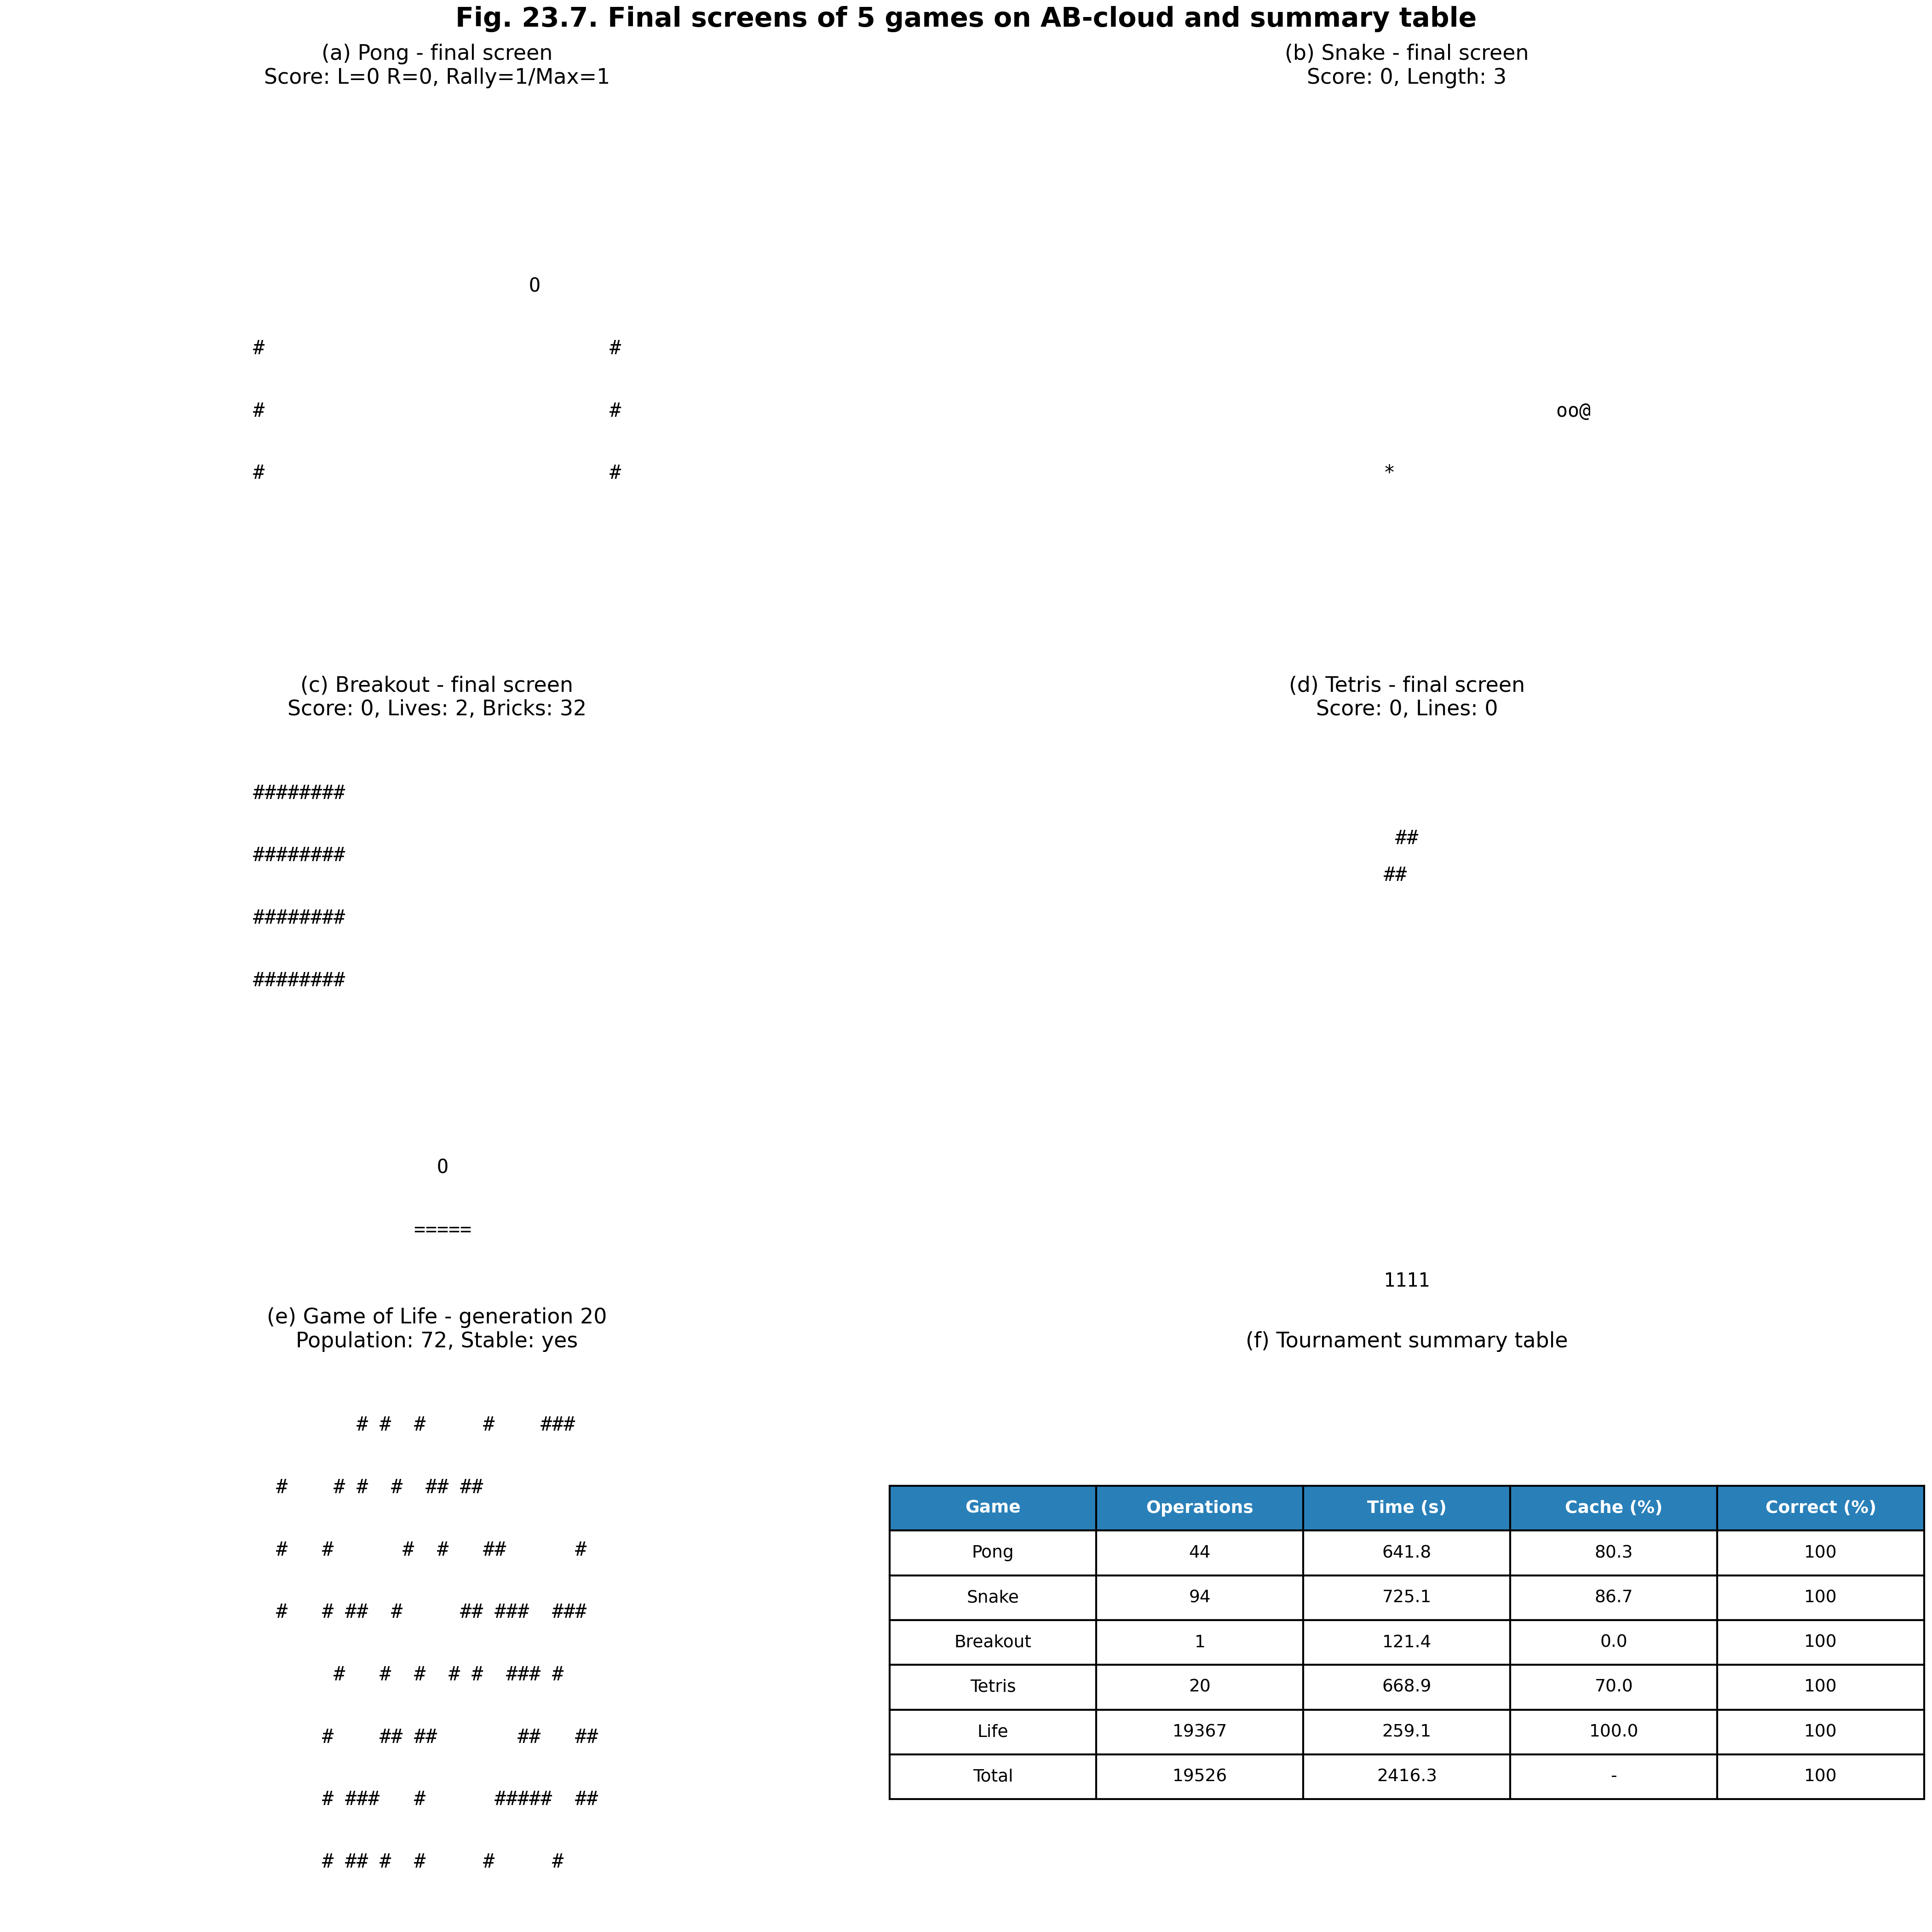 Fig. 23.7. Final screens of 5 games on AB-cloud and summary table
(a) Pong - final screen
Score: L=0 R=0, Rally=1/Max=1
                        O
#                              #
#                              #
#                              #
(b) Snake - final screen
Score: 0, Length: 3
               oo@
*
(c) Breakout - final screen
Score: 0, Lives: 2, Bricks: 32
########
########
########
########
                O
              =====
(d) Tetris - final screen
Score: 0, Lines: 0
 ##
##
1111
(e) Game of Life - generation 20
Population: 72, Stable: yes
         # #  #     #    ###
  #    # #  #  ## ##
  #   #      #  #   ##      #
  #   # ##  #     ## ###  ###
       #   #  #  # #  ### #
      #    ## ##       ##   ##
      # ###   #      #####  ##
      # ## #  #     #     #
(f) Tournament summary table
Game Operations Time (s) Cache (%) Correct (%)
Pong 44 641.8 80.3 100
Snake 94 725.1 86.7 100
Breakout 1 121.4 0.0 100
Tetris 20 668.9 70.0 100
Life 19367 259.1 100.0 100
Total 19526 2416.3 - 100